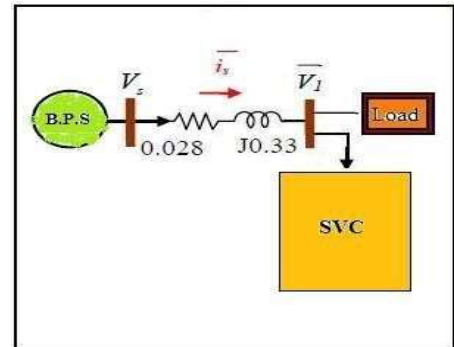 V_s
i_s
V_1
B.P.S
Load
0.028
J0.33
SVC